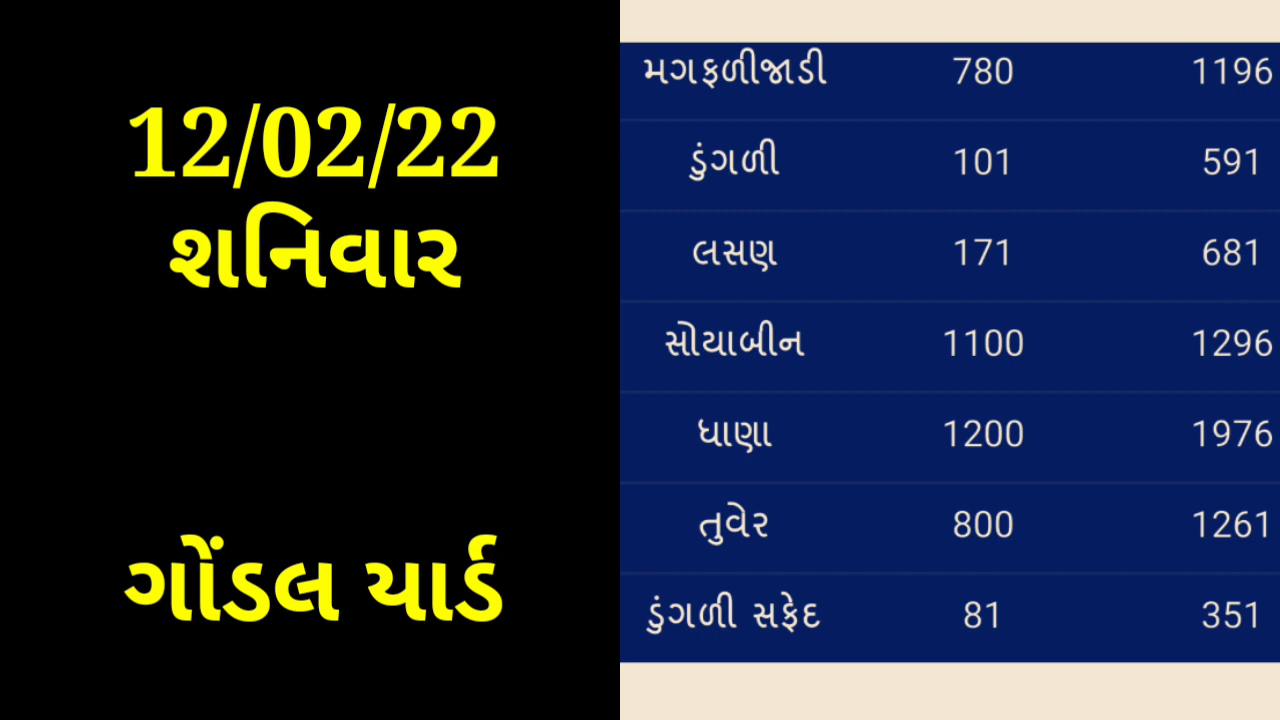 12/02/22
શનિવાર
ગોંડલ યાર્ડ
મગફળીજાડી 780 1196
ડુંગળી 101 591
લસણ 171 681
સોયાબીન 1100 1296
ધાણા 1200 1976
તુવેર 800 1261
ડુંગળી સફેદ 81 351